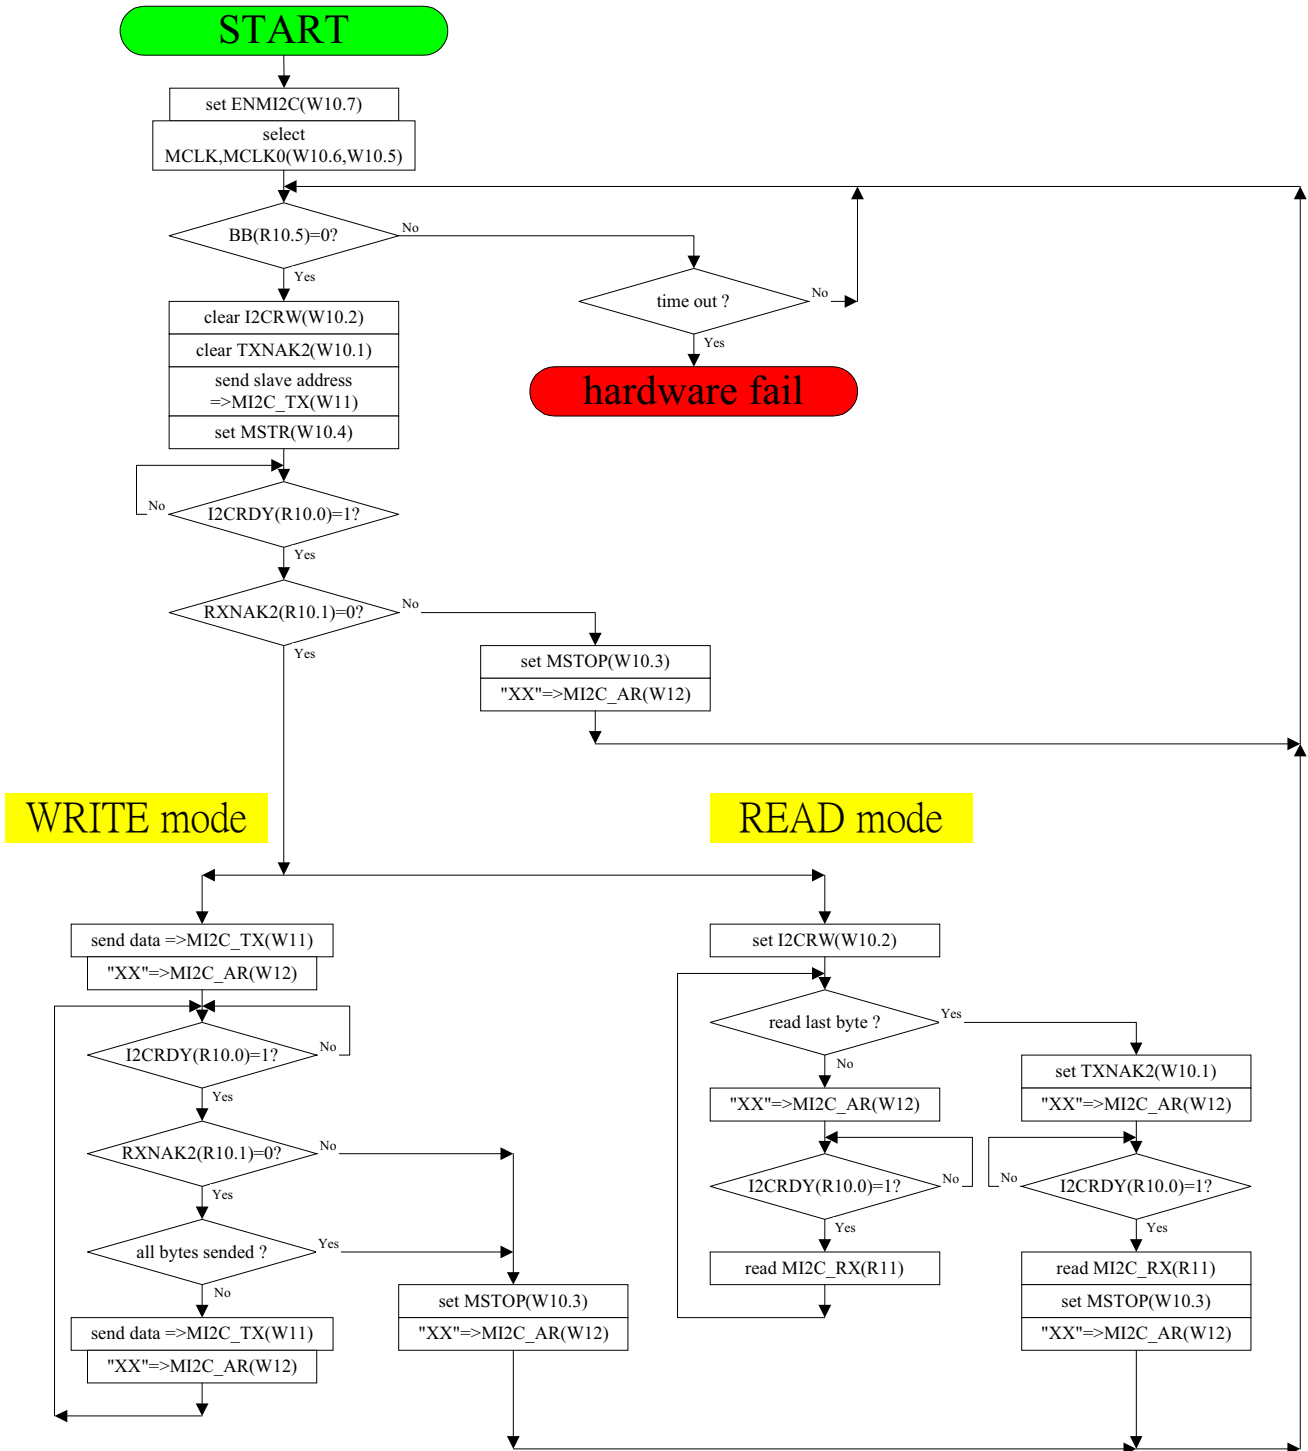 START
set ENMI2C(W10.7)
select
MCLK,MCLK0(W10.6,W10.5)
BB(R10.5)=0?
No
Yes
time out ?
No
Yes
hardware fail
clear I2CRW(W10.2)
clear TXNAK2(W10.1)
send slave address
=>MI2C_TX(W11)
set MSTR(W10.4)
No
I2CRDY(R10.0)=1?
Yes
RXNAK2(R10.1)=0?
No
Yes
set MSTOP(W10.3)
"XX"=>MI2C_AR(W12)
WRITE mode
send data =>MI2C_TX(W11)
"XX"=>MI2C_AR(W12)
I2CRDY(R10.0)=1?
No
Yes
RXNAK2(R10.1)=0?
No
Yes
all bytes sended ?
Yes
No
send data =>MI2C_TX(W11)
"XX"=>MI2C_AR(W12)
set MSTOP(W10.3)
"XX"=>MI2C_AR(W12)
READ mode
set I2CRW(W10.2)
read last byte ?
Yes
No
"XX"=>MI2C_AR(W12)
I2CRDY(R10.0)=1?
No
Yes
read MI2C_RX(R11)
set TXNAK2(W10.1)
"XX"=>MI2C_AR(W12)
No
I2CRDY(R10.0)=1?
Yes
read MI2C_RX(R11)
set MSTOP(W10.3)
"XX"=>MI2C_AR(W12)